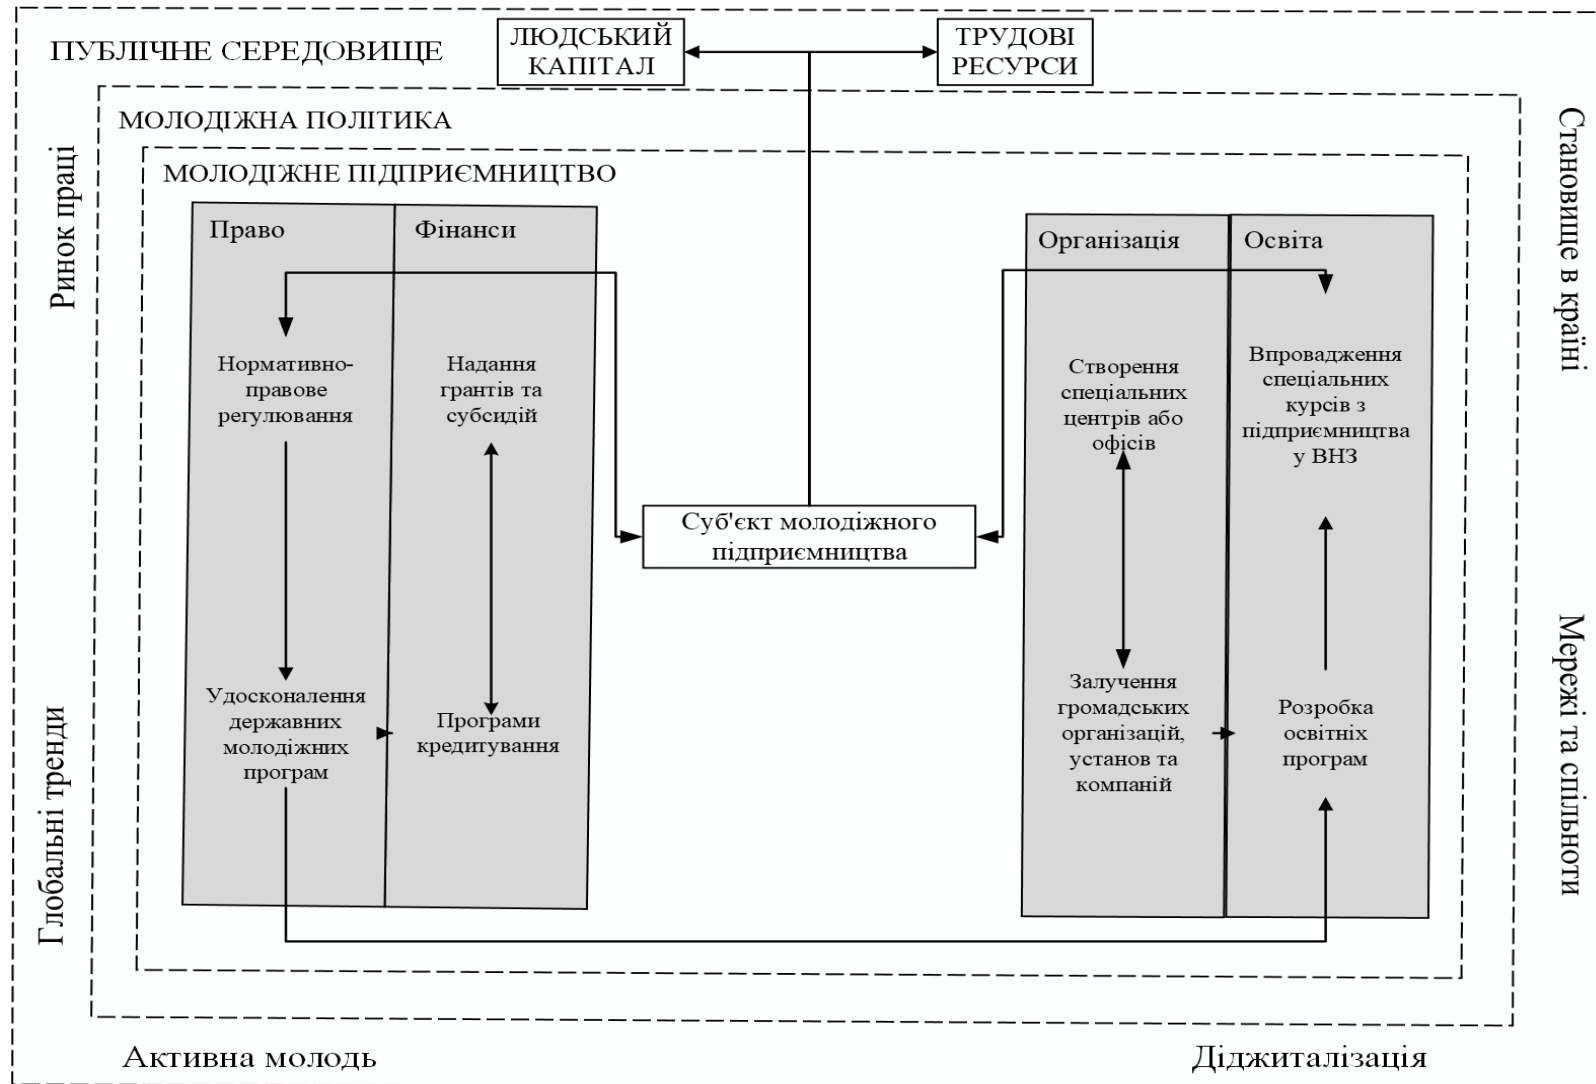 ПУБЛІЧНЕ СЕРЕДОВИЩЕ
ЛЮДСЬКИЙ
КАПІТАЛ
ТРУДОВІ
РЕСУРСИ
МОЛОДІЖНА ПОЛІТИКА
МОЛОДІЖНЕ ПІДПРИЄМНИЦТВО
Ринок праці
Глобальні тренди
Право
Нормативно-
правове
регулювання
Удосконалення
державних
молодіжних
програм
Фінанси
Надання
грантів та
субсидій
Програми
кредитування
Суб'єкт молодіжного
підприємництва
Організація
Створення
спеціальних
центрів або
офісів
Залучення
громадських
організацій,
установ та
компаній
Освіта
Впровадження
спеціальних
курсів з
підприємництва
у ВНЗ
Розробка
освітніх
програм
Становище в країні
Мережі та спільноти
Активна молодь
Діджиталізація